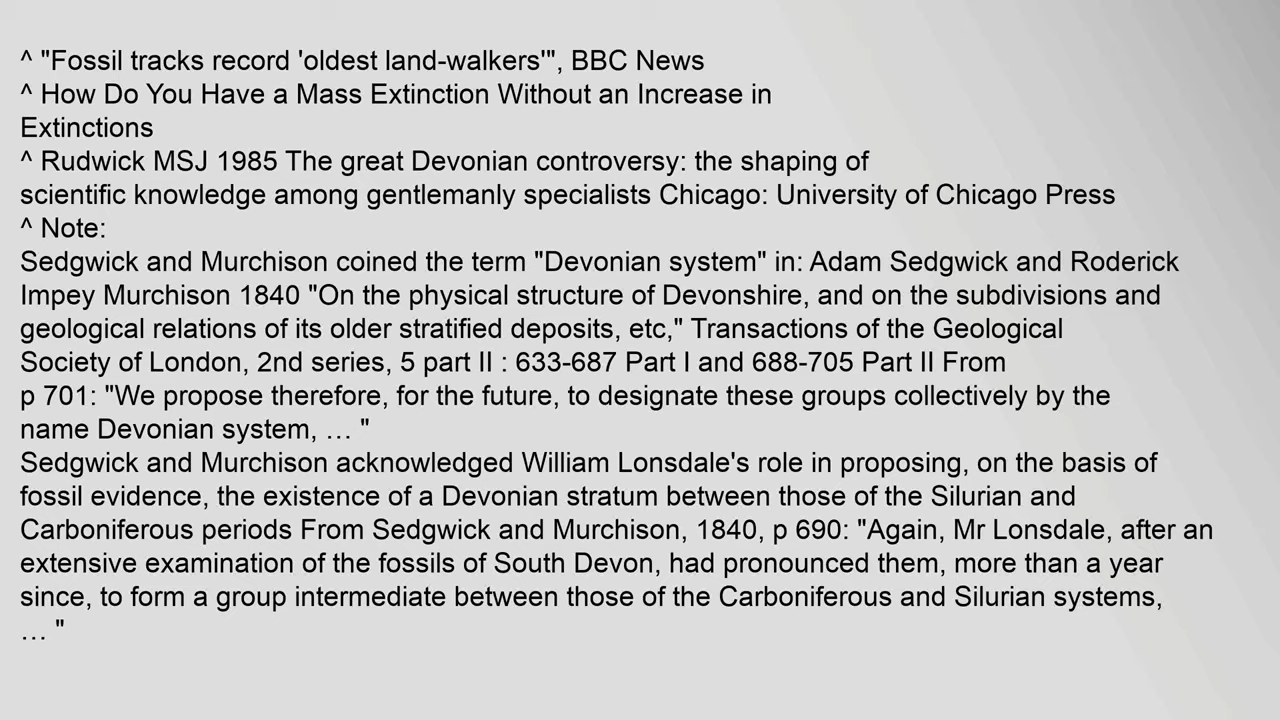 ^ "Fossil tracks record 'oldest land-walkers'", BBC News
^ How Do You Have a Mass Extinction Without an Increase in
Extinctions
^ Rudwick MSJ 1985 The great Devonian controversy: the shaping of
scientific knowledge among gentlemanly specialists Chicago: University of Chicago Press
^ Note:
Sedgwick and Murchison coined the term "Devonian system" in: Adam Sedgwick and Roderick
Impey Murchison 1840 "On the physical structure of Devonshire, and on the subdivisions and
geological relations of its older stratified deposits, etc," Transactions of the Geological
Society of London, 2nd series, 5 part II : 633-687 Part I and 688-705 Part II From
p 701: "We propose therefore, for the future, to designate these groups collectively by the
name Devonian system, … "
Sedgwick and Murchison acknowledged William Lonsdale's role in proposing, on the basis of
fossil evidence, the existence of a Devonian stratum between those of the Silurian and
Carboniferous periods From Sedgwick and Murchison, 1840, p 690: "Again, Mr Lonsdale, after an
extensive examination of the fossils of South Devon, had pronounced them, more than a year
since, to form a group intermediate between those of the Carboniferous and Silurian systems,
… "